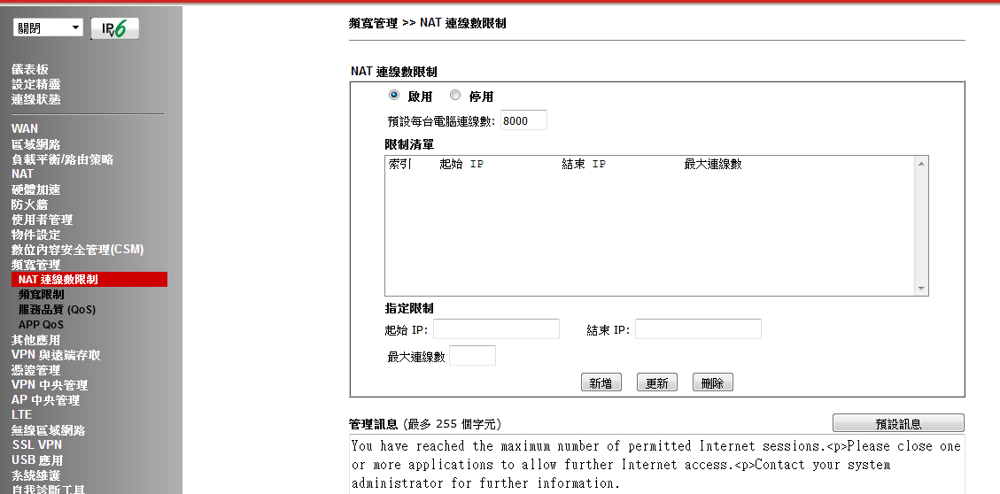 關閉
IPv6
儀表板
設定精靈
連線狀態
WAN
區域網路
負載平衡/路由策略
NAT
硬體加速
防火牆
使用者管理
物件設定
數位內容安全管理(CSM)
頻寬管理
NAT 連線數限制
頻寬限制
服務品質 (QoS)
APP QoS
其他應用
VPN 與遠端存取
憑證管理
VPN 中央管理
AP 中央管理
LTE
無線區域網路
SSL VPN
USB 應用
系統維護
自我診斷工具
頻寬管理 >> NAT 連線數限制
NAT 連線數限制
啟用 停用
預設每台電腦連線數: 8000
限制清單
索引 起始 IP 結束 IP 最大連線數
指定限制
起始 IP: 結束 IP:
最大連線數
新增 更新 刪除
管理訊息 (最多 255 個字元) 預設訊息
You have reached the maximum number of permitted Internet sessions.<p>Please close one
or more applications to allow further Internet access.<p>Contact your system
administrator for further information.